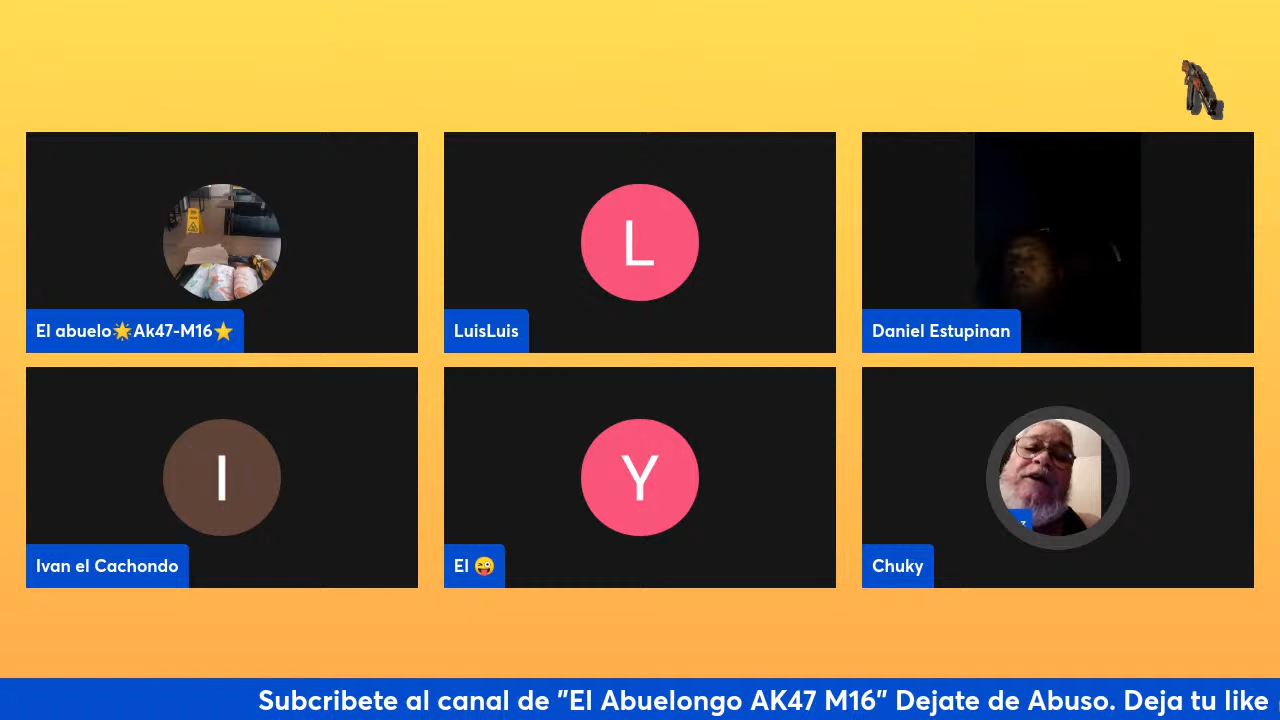 El abuelo🌟Ak47-M16⭐
L
LuisLuis
Daniel Estupinan
I
Ivan el Cachondo
Y
El 😜
Chuky
Subcribete al canal de "El Abuelongo AK47 M16" Dejate de Abuso. Deja tu like